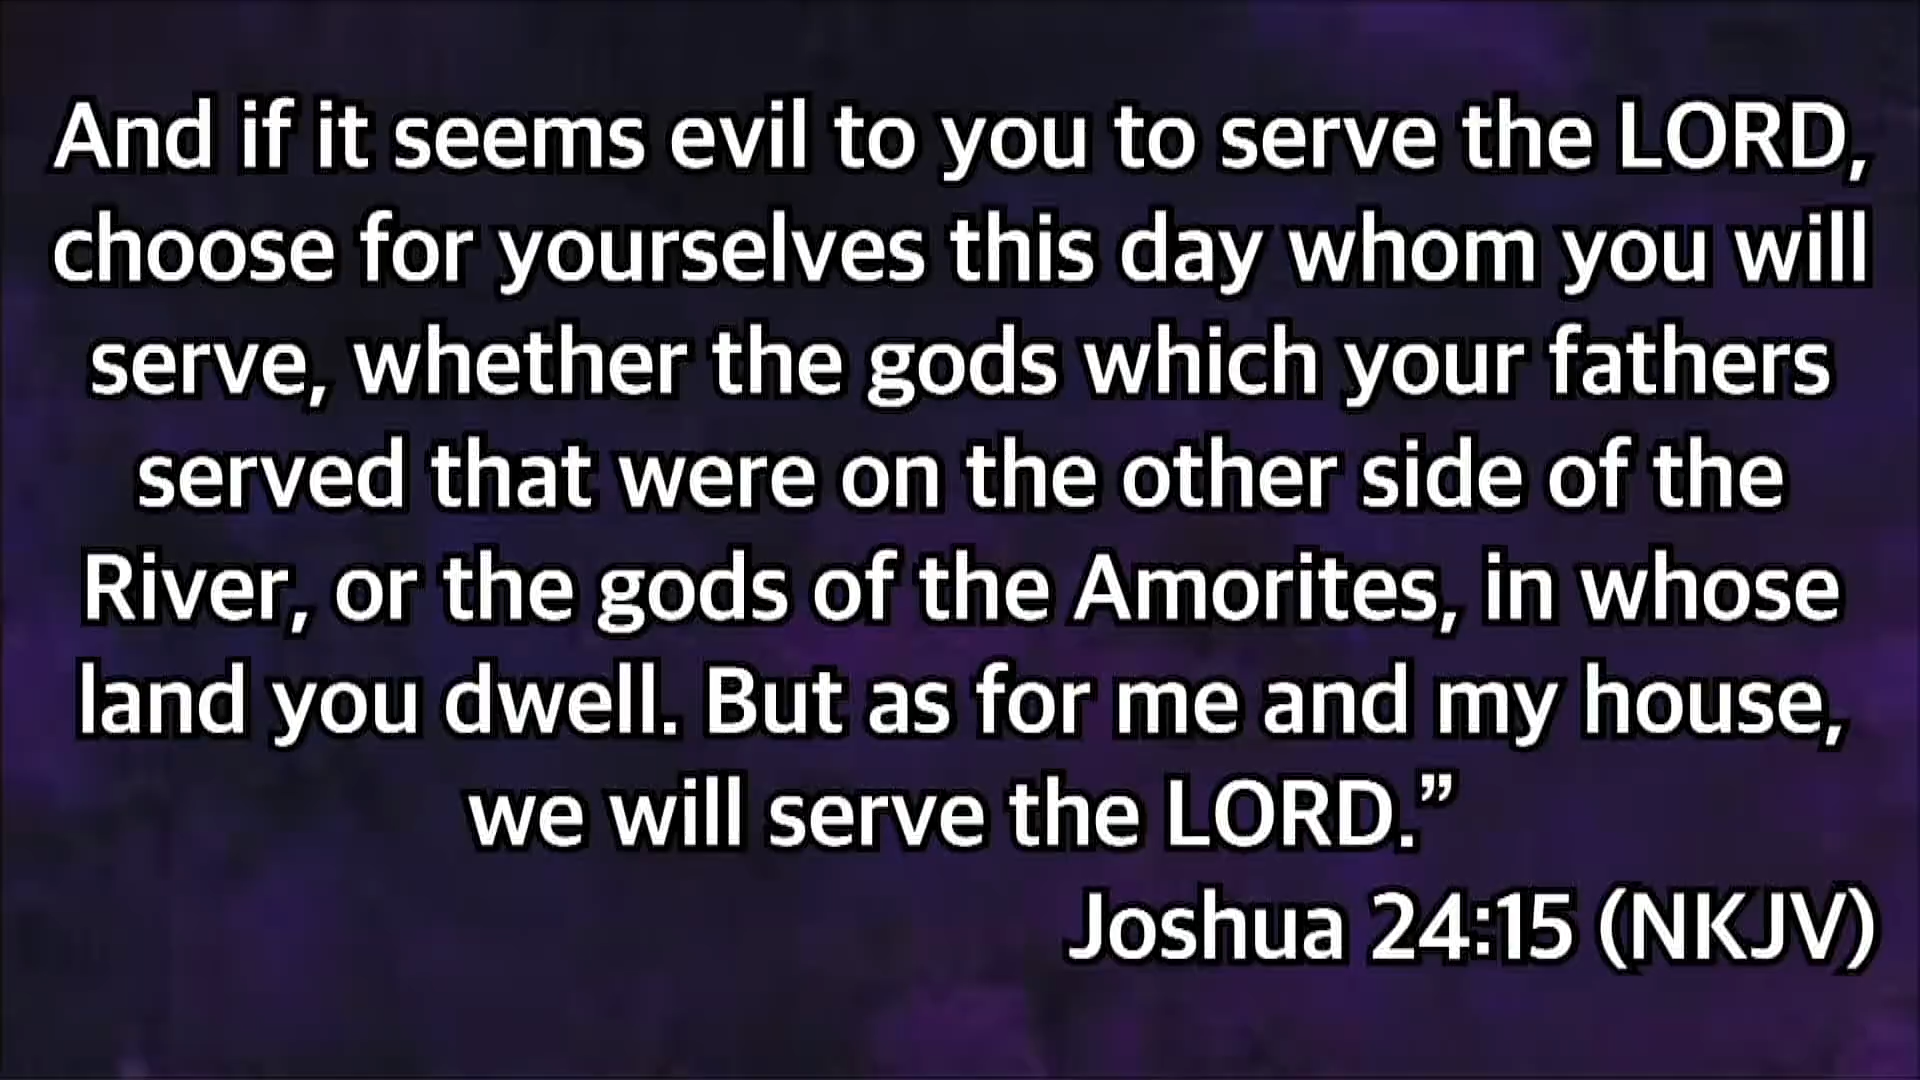 And if it seems evil to you to serve the LORD,
choose for yourselves this day whom you will
serve, whether the gods which your fathers
served that were on the other side of the
River, or the gods of the Amorites, in whose
land you dwell. But as for me and my house,
we will serve the LORD.”
Joshua 24:15 (NKJV)